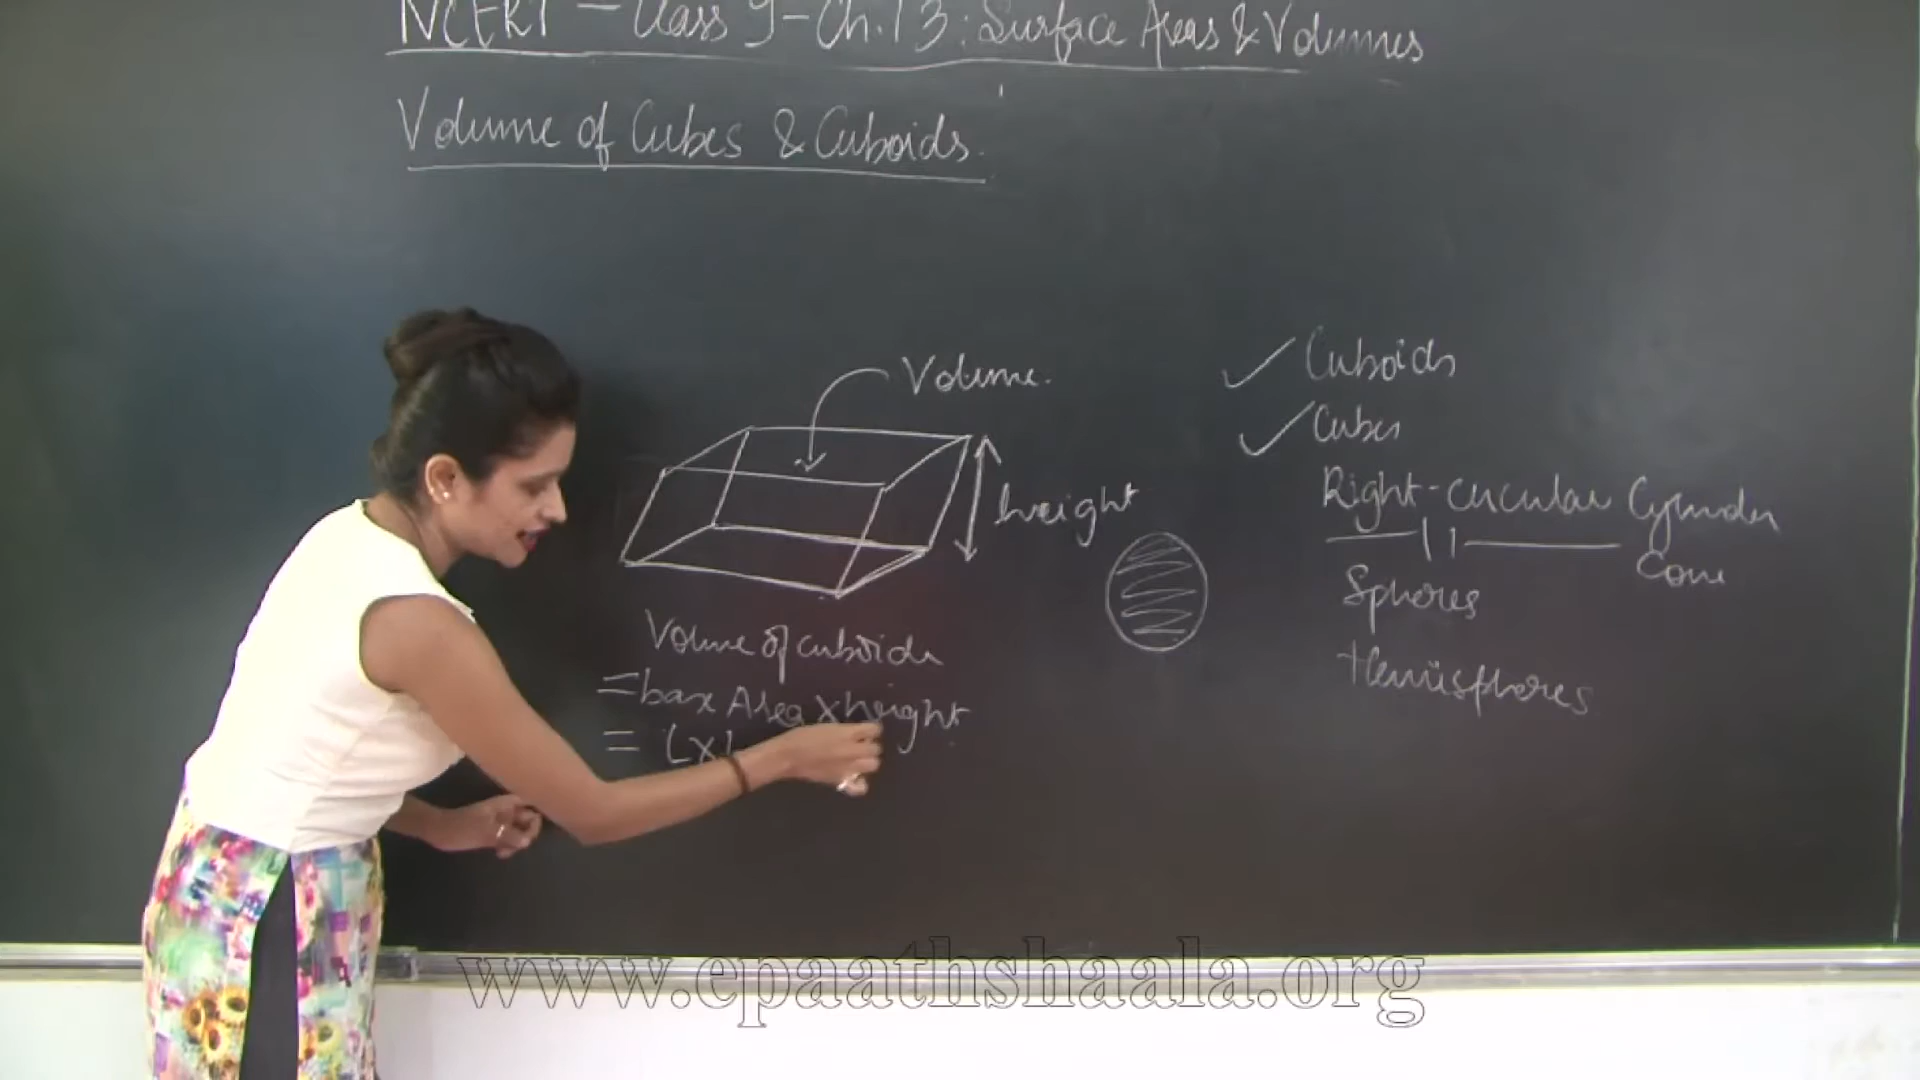 NCERT - Class 9 - Ch.13: Surface Areas & Volumes
Volume of Cubes & Cuboids.
Volume.
height
Volume of cuboids
= base Area x height
= l x b
Cuboids
Cubes
Right-circular Cylinder
Cone
Spheres
Hemispheres
www.epaathshaala.org